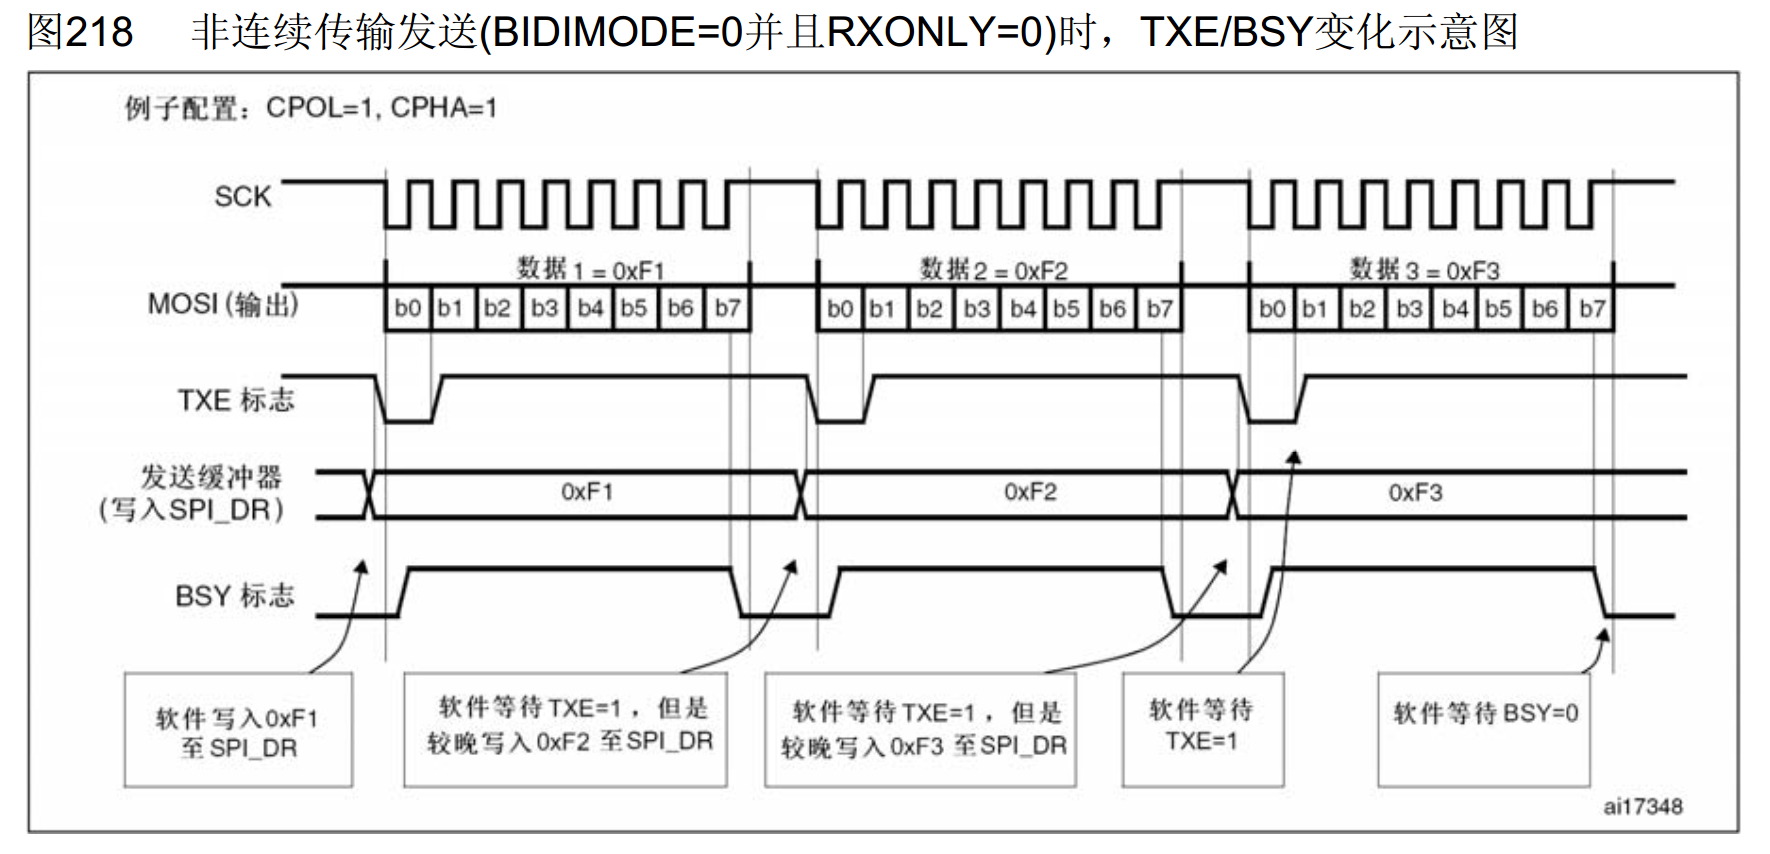 图218 非连续传输发送(BIDIMODE=0并且RXONLY=0)时，TXE/BSY变化示意图
例子配置：CPOL=1, CPHA=1
SCK
数据1 = 0xF1 数据2 = 0xF2 数据3 = 0xF3
MOSI (输出) b0 b1 b2 b3 b4 b5 b6 b7 b0 b1 b2 b3 b4 b5 b6 b7 b0 b1 b2 b3 b4 b5 b6 b7
TXE 标志
发送缓冲器
(写入SPI_DR)
0xF1 0xF2 0xF3
BSY 标志
软件写入0xF1
至SPI_DR
软件等待TXE=1，但是
较晚写入0xF2 至SPI_DR
软件等待TXE=1，但是
较晚写入0xF3 至SPI_DR
软件等待
TXE=1
软件等待BSY=0
ai17348